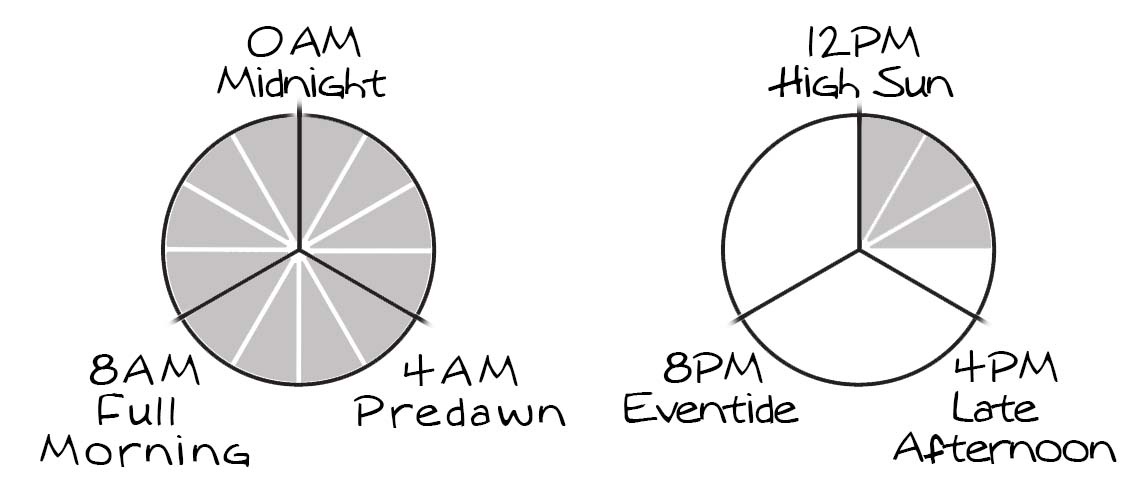 0AM
Midnight
12PM
High Sun
8AM
Full
Morning
4AM
Predawn
8PM
Eventide
4PM
Late
Afternoon